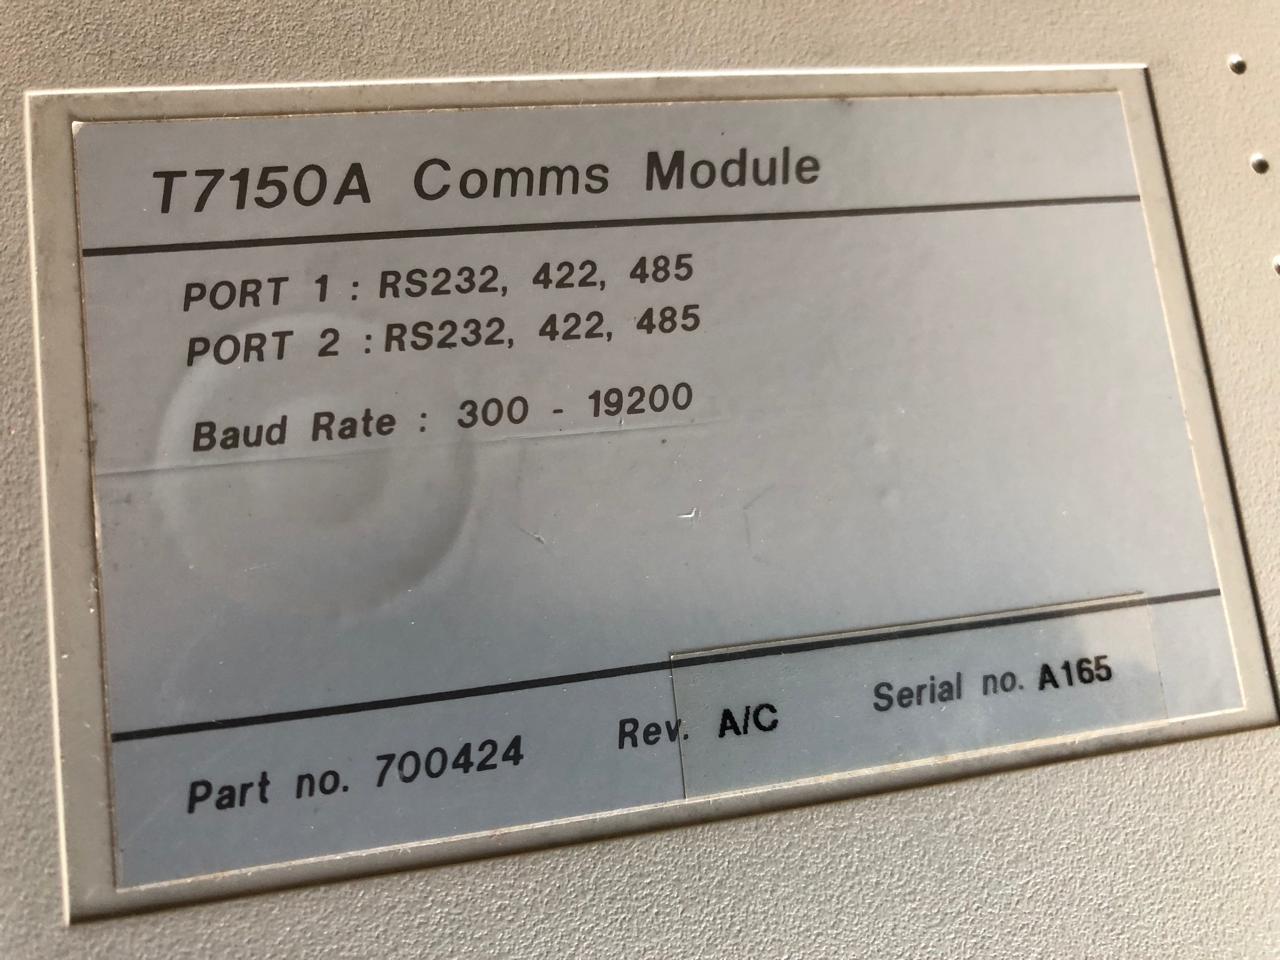 T7150A Comms Module
PORT 1 : RS232, 422, 485
PORT 2 : RS232, 422, 485
Baud Rate : 300 - 19200
Part no. 700424 Rev. A/C Serial no. A165